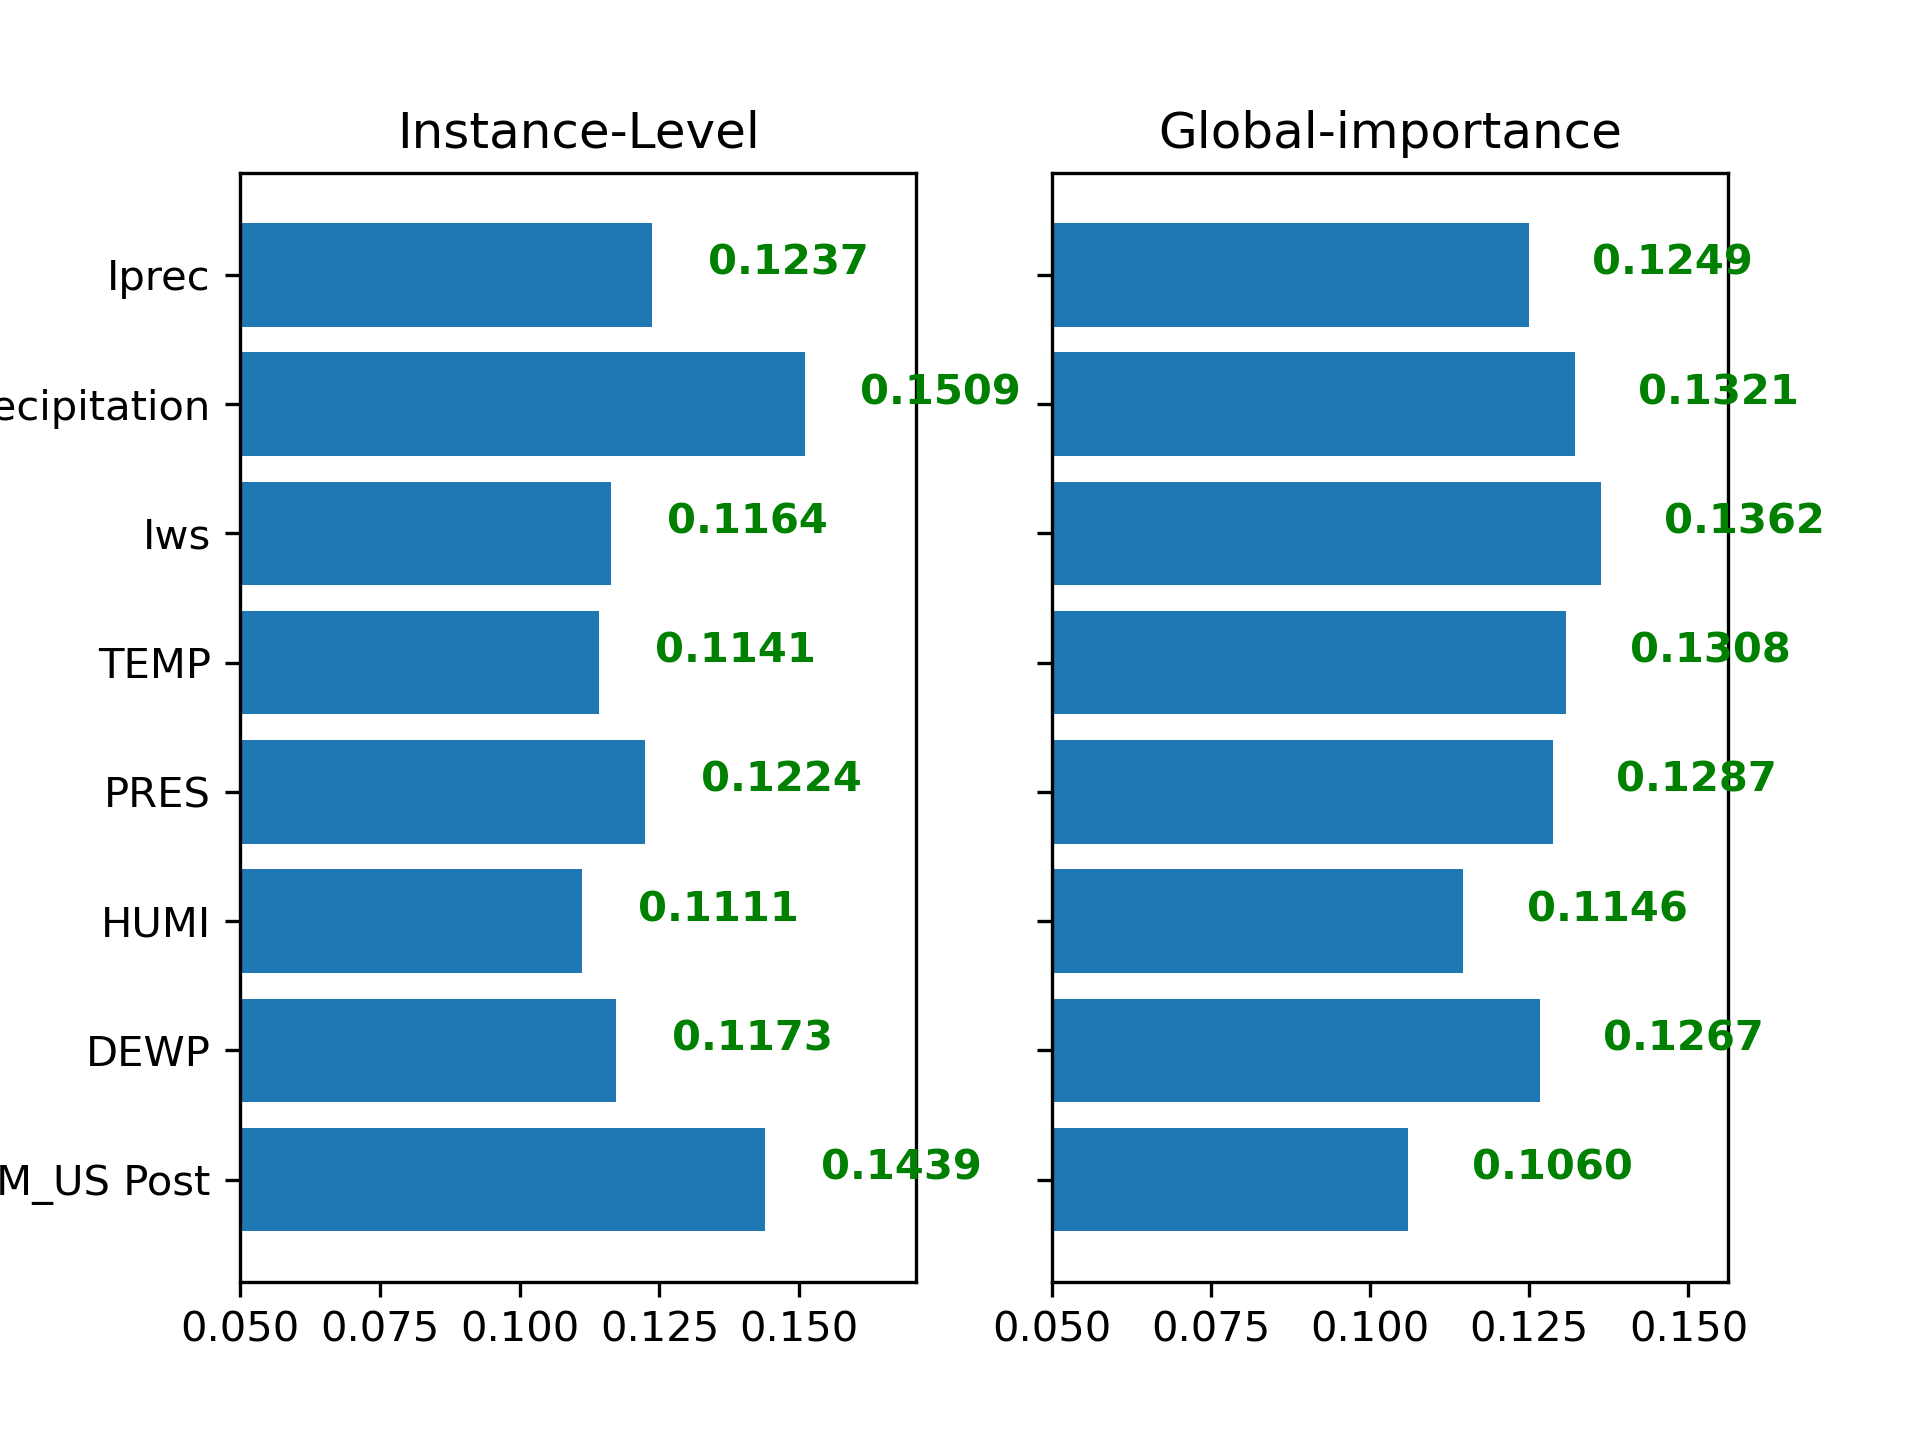 Instance-Level Global-importance
Iprec 0.1237 0.1249
ecipitation 0.1509 0.1321
Iws 0.1164 0.1362
TEMP 0.1141 0.1308
PRES 0.1224 0.1287
HUMI 0.1111 0.1146
DEWP 0.1173 0.1267
M_US Post 0.1439 0.1060
0.050 0.075 0.100 0.125 0.150 0.050 0.075 0.100 0.125 0.150